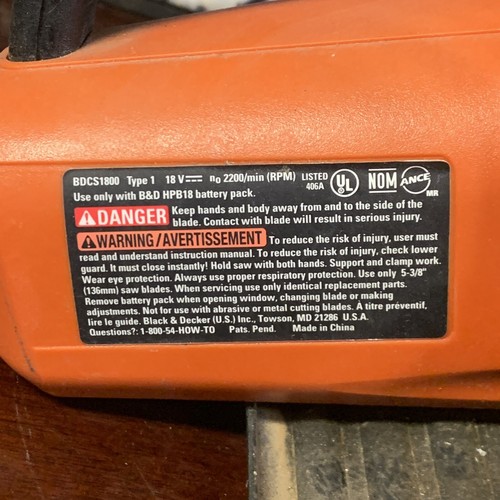 BDCS1800 Type 1 18 V⎓ n₀ 2200/min (RPM) LISTED 406A UL NOM ANCE MR
Use only with B&D HPB18 battery pack.
DANGER Keep hands and body away from and to the side of the
blade. Contact with blade will result in serious injury.
WARNING/AVERTISSEMENT To reduce the risk of injury, user must
read and understand instruction manual. To reduce risk of injury, check lower
guard. It must close instantly! Hold saw with both hands. Support and clamp work.
Wear eye protection. Always use proper respiratory protection. Use only 5-3/8"
(136mm) saw blades. When servicing use only identical replacement parts.
Remove battery pack when opening window, changing blade or making
adjustments. Not for use with abrasive or metal cutting blades. À titre préventif,
lire le guide. Black & Decker (U.S.) Inc., Towson, MD 21286 U.S.A.
Questions?: 1-800-54-HOW-TO Pats. Pend. Made in China